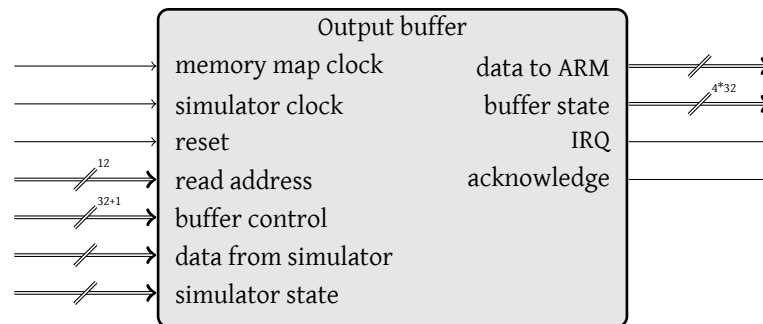 Output buffer
memory map clock
simulator clock
reset
12
read address
32+1
buffer control
data from simulator
simulator state
data to ARM
4*32
buffer state
IRQ
acknowledge